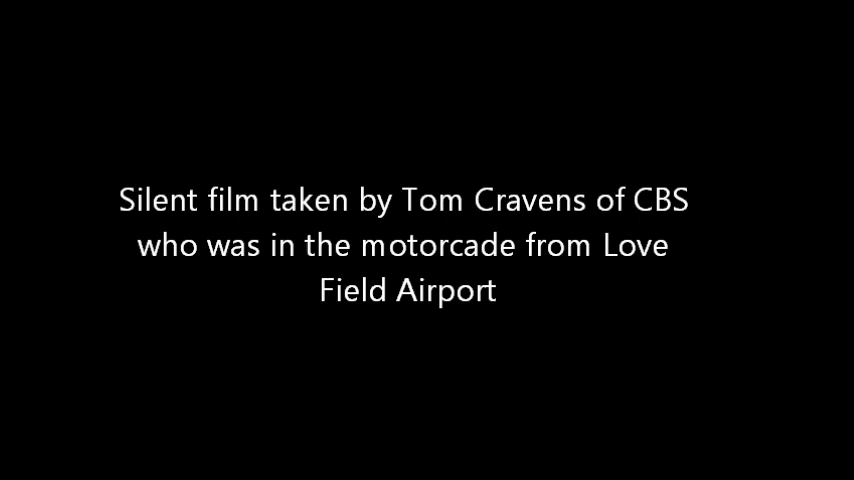 Silent film taken by Tom Cravens of CBS
who was in the motorcade from Love
Field Airport